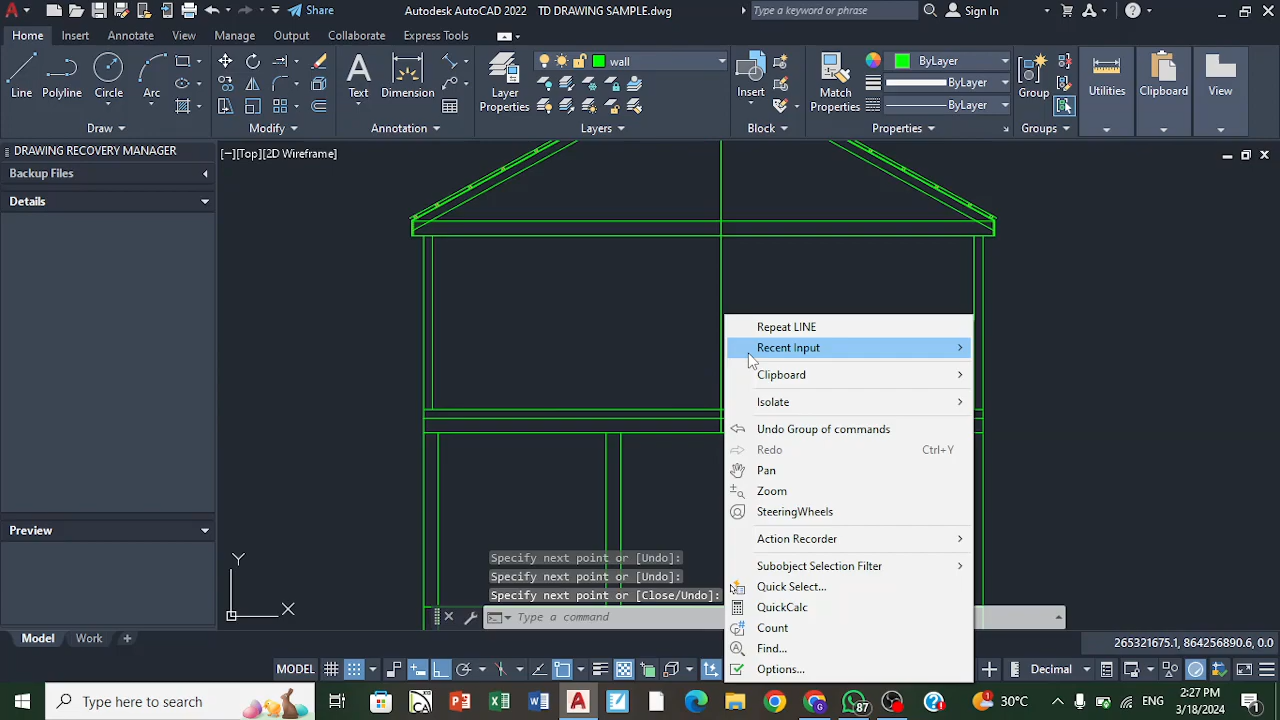 Share
Autodesk AutoCAD 2022 TD DRAWING SAMPLE.dwg
Type a keyword or phrase
Sign In
Home Insert Annotate View Manage Output Collaborate Express Tools
wall
ByLayer
ByLayer
ByLayer
Line Polyline Circle Arc
Text Dimension
Layer Properties
Insert
Match Properties
Group
Utilities
Clipboard
View
Draw
Modify
Annotation
Layers
Block
Properties
Groups
DRAWING RECOVERY MANAGER
Backup Files
Details
Preview
[−][Top][2D Wireframe]
Repeat LINE
Recent Input
Clipboard
Isolate
Undo Group of commands
Redo Ctrl+Y
Pan
Zoom
SteeringWheels
Action Recorder
Subobject Selection Filter
Quick Select...
QuickCalc
Count
Find...
Options...
Y
X
Specify next point or [Undo]:
Specify next point or [Undo]:
Specify next point or [Close/Undo]:
Type a command
Model Work +
2653321675.1, 864256890.6, 0.0
MODEL
Decimal
Type here to search
87
30°C
ENG
2:27 PM
3/18/2024
1